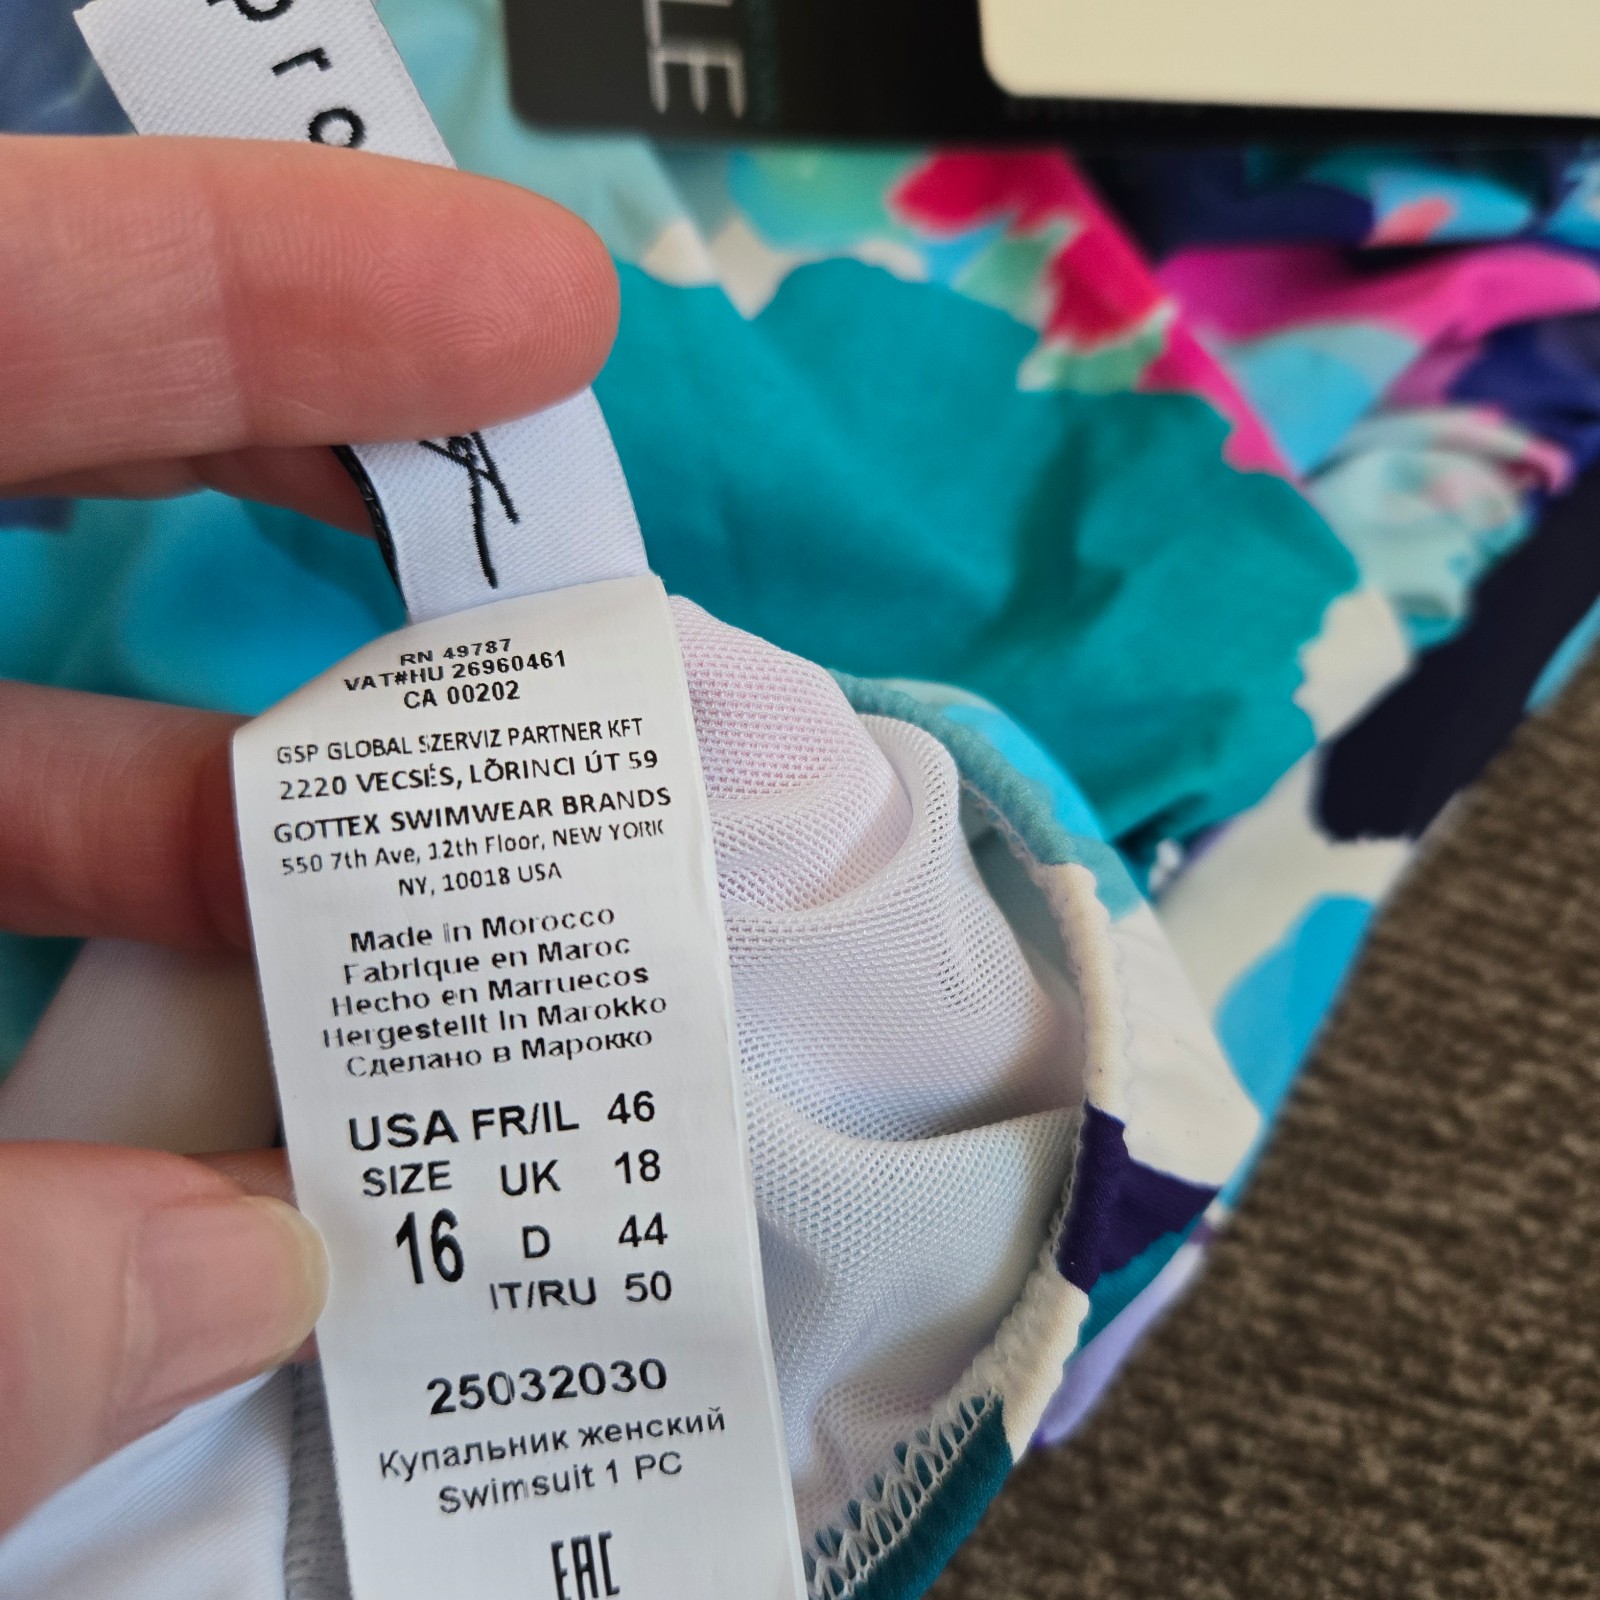 pro
LE
RN 49787
VAT#HU 26960461
CA 00202
GSP GLOBAL SZERVIZ PARTNER KFT
2220 VECSÉS, LŐRINCI ÚT 59
GOTTEX SWIMWEAR BRANDS
550 7th Ave, 12th Floor, NEW YORK
NY, 10018 USA
Made in Morocco
Fabrique en Maroc
Hecho en Marruecos
Hergestellt In Marokko
Сделано в Марокко
USA FR/IL 46
SIZE UK 18
16 D 44
IT/RU 50
25032030
Купальник женский
Swimsuit 1 PC
EAC